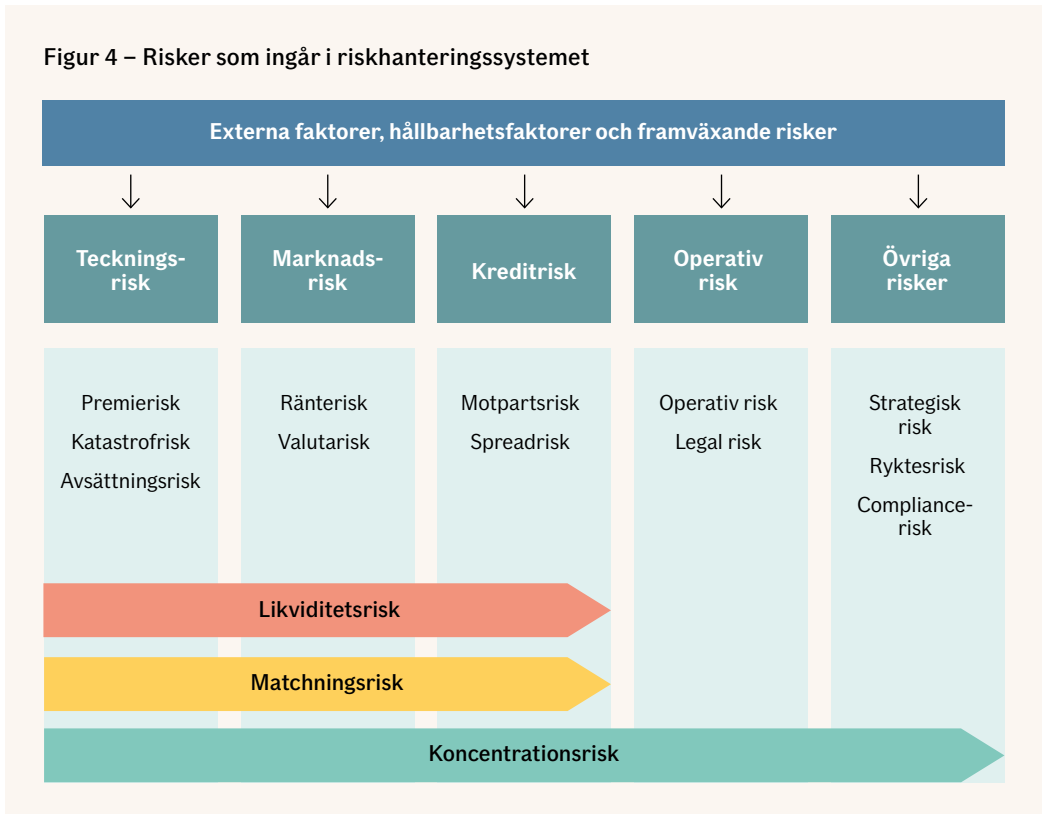 Figur 4 – Risker som ingår i riskhanteringssystemet
Externa faktorer, hållbarhetsfaktorer och framväxande risker
Tecknings-
risk
Marknads-
risk
Kreditrisk
Operativ
risk
Övriga
risker
Premierisk
Katastrofrisk
Avsättningsrisk
Ränterisk
Valutarisk
Motpartsrisk
Spreadrisk
Operativ risk
Legal risk
Strategisk
risk
Ryktesrisk
Compliance-
risk
Likviditetsrisk
Matchningsrisk
Koncentrationsrisk